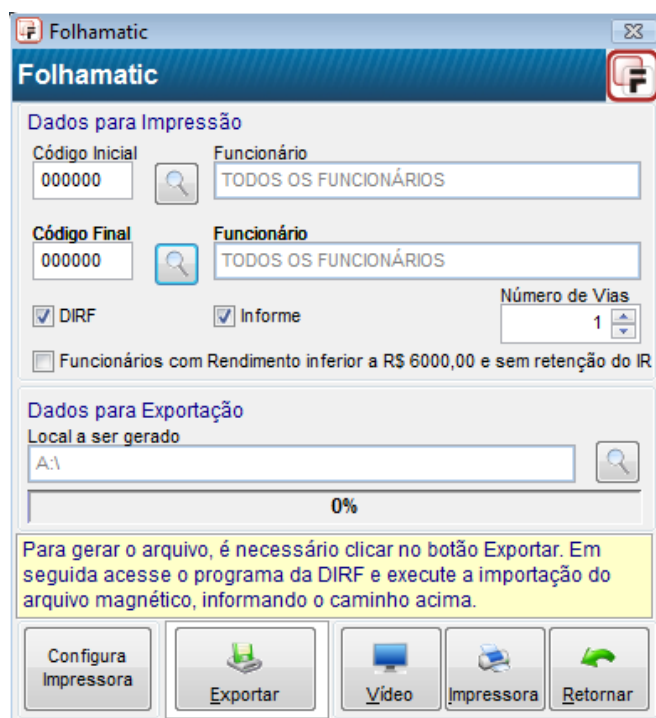 Folhamatic
Folhamatic
Dados para Impressão
Código Inicial Funcionário
000000 TODOS OS FUNCIONÁRIOS
Código Final Funcionário
000000 TODOS OS FUNCIONÁRIOS
Número de Vias
DIRF Informe 1
Funcionários com Rendimento inferior a R$ 6000,00 e sem retenção do IR
Dados para Exportação
Local a ser gerado
A:\
0%
Para gerar o arquivo, é necessário clicar no botão Exportar. Em
seguida acesse o programa da DIRF e execute a importação do
arquivo magnético, informando o caminho acima.
Configura
Impressora
Exportar Vídeo Impressora Retornar